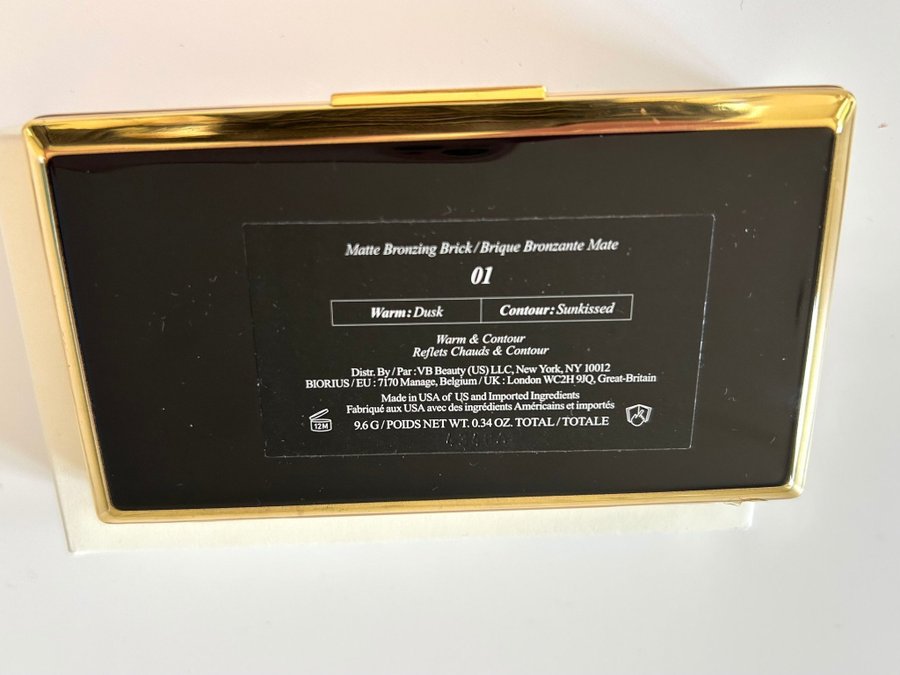 Matte Bronzing Brick/Brique Bronzante Mate
01
Warm: Dusk Contour: Sunkissed
Warm & Contour
Reflets Chauds & Contour
Distr. By / Par : VB Beauty (US) LLC, New York, NY 10012
BIORIUS / EU : 7170 Manage, Belgium / UK : London WC2H 9JQ, Great-Britain
Made in USA of US and Imported Ingredients
Fabriqué aux USA avec des ingrédients Américains et importés
12M 9.6 G / POIDS NET WT. 0.34 OZ. TOTAL / TOTALE